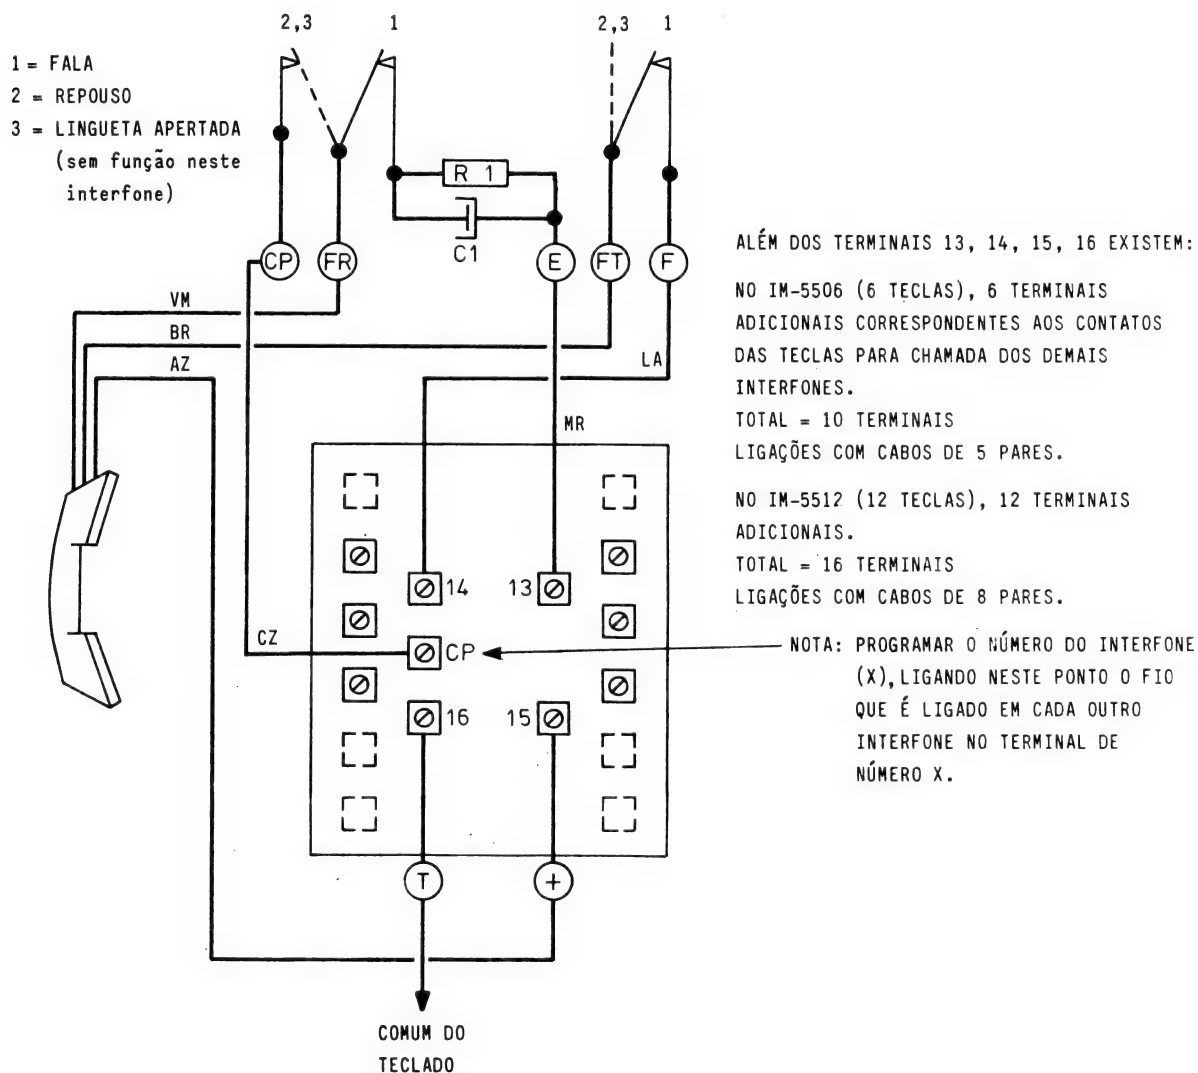 2,3
1
2,3
1
1 = FALA
2 = REPOUSO
3 = LINGUETA APERTADA
(sem função neste
interfone)
R 1
C1
CP
FR
E
FT
F
VM
BR
AZ
LA
MR
ALÉM DOS TERMINAIS 13, 14, 15, 16 EXISTEM:
NO IM-5506 (6 TECLAS), 6 TERMINAIS
ADICIONAIS CORRESPONDENTES AOS CONTATOS
DAS TECLAS PARA CHAMADA DOS DEMAIS
INTERFONES.
TOTAL = 10 TERMINAIS
LIGAÇÕES COM CABOS DE 5 PARES.
NO IM-5512 (12 TECLAS), 12 TERMINAIS
ADICIONAIS.
TOTAL = 16 TERMINAIS
LIGAÇÕES COM CABOS DE 8 PARES.
14
13
CZ
CP
NOTA: PROGRAMAR O NÚMERO DO INTERFONE
(X), LIGANDO NESTE PONTO O FIO
QUE É LIGADO EM CADA OUTRO
INTERFONE NO TERMINAL DE
NÚMERO X.
16
15
T
+
COMUM DO
TECLADO